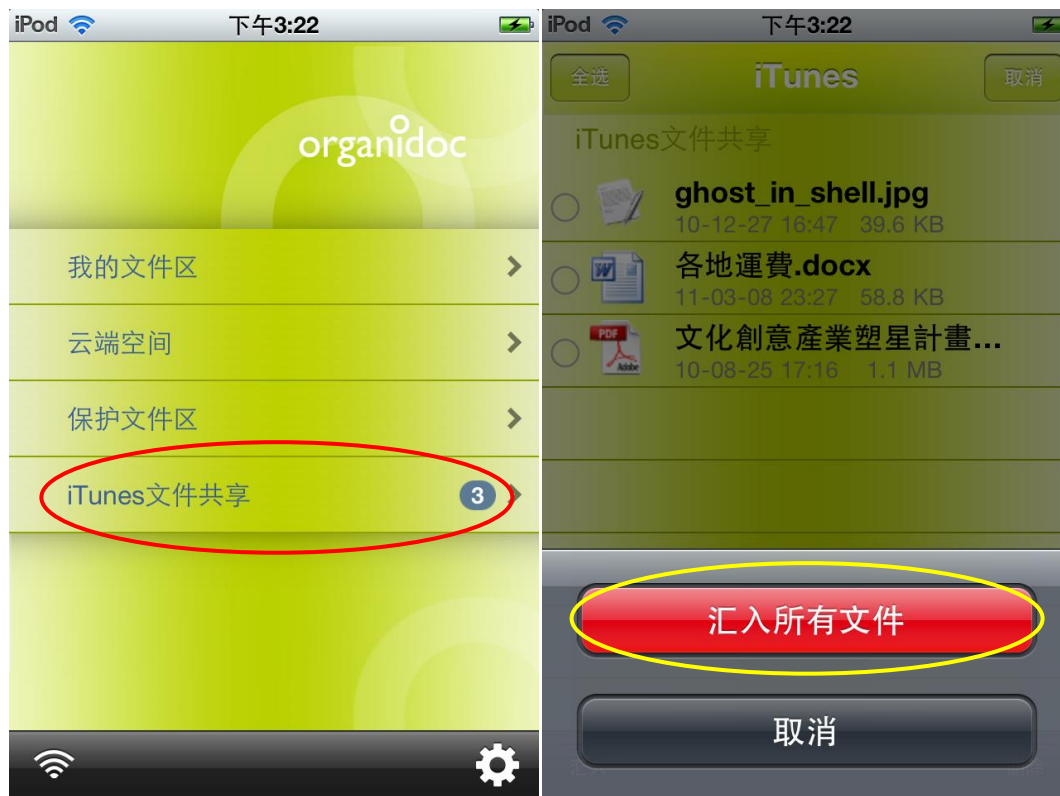 iPod 下午3:22
organidoc
我的文件区
云端空间
保护文件区
iTunes文件共享 3
iPod 下午3:22
全选 iTunes 取消
iTunes文件共享
ghost_in_shell.jpg
10-12-27 16:47 39.6 KB
W
各地運費.docx
11-03-08 23:27 58.8 KB
PDF
Adobe
文化創意產業塑星計畫...
10-08-25 17:16 1.1 MB
汇入所有文件
取消
汇入